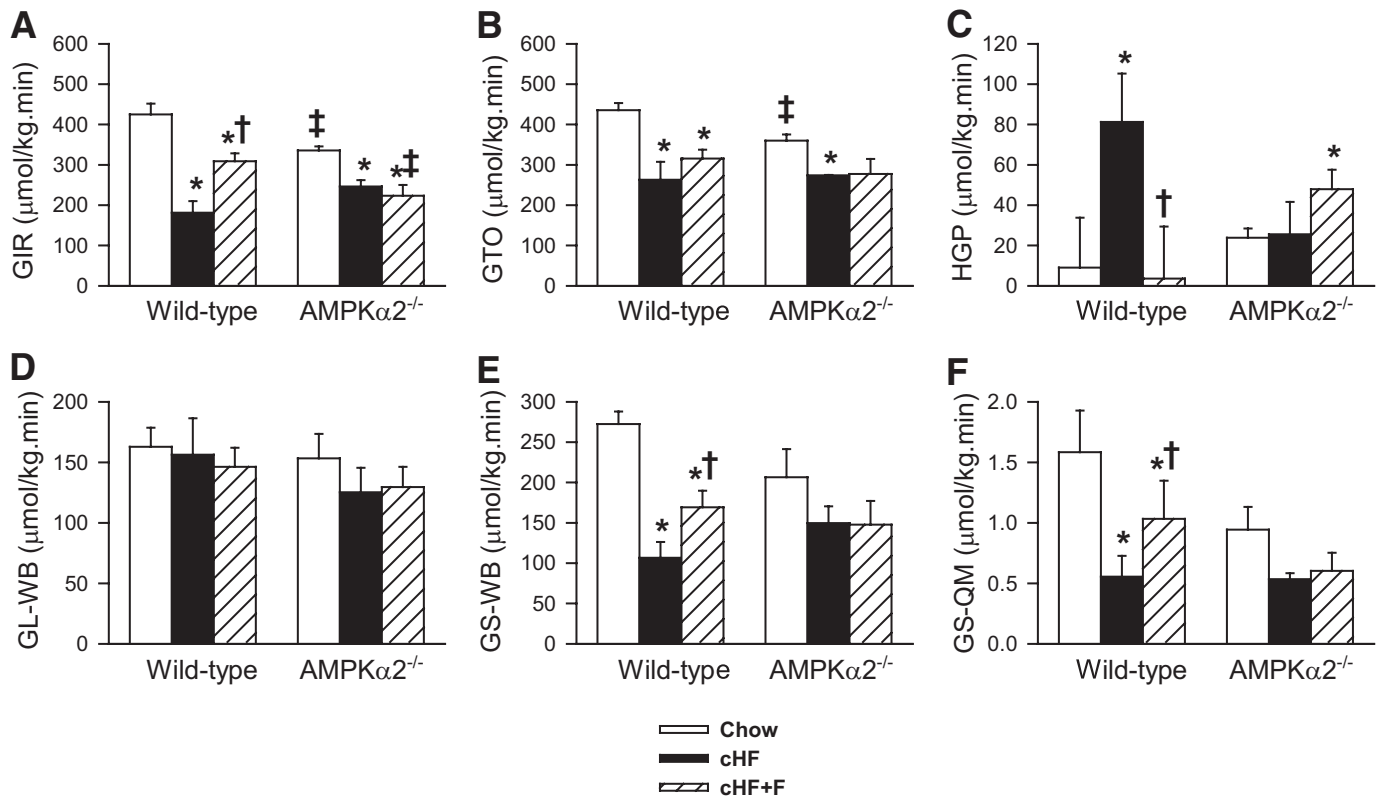 A
GIR (μmol/kg.min)
600
500
400
300
200
100
0
*
*†
‡
*
*‡
Wild-type
AMPKα2-/-
B
GTO (μmol/kg.min)
600
500
400
300
200
100
0
*
*
‡
*
Wild-type
AMPKα2-/-
C
HGP (μmol/kg.min)
120
100
80
60
40
20
0
*
†
*
Wild-type
AMPKα2-/-
D
GL-WB (μmol/kg.min)
200
150
100
50
0
Wild-type
AMPKα2-/-
E
GS-WB (μmol/kg.min)
300
250
200
150
100
50
0
*
*†
Wild-type
AMPKα2-/-
F
GS-QM (μmol/kg.min)
2.0
1.5
1.0
0.5
0.0
*
*†
Wild-type
AMPKα2-/-
Chow
cHF
cHF+F